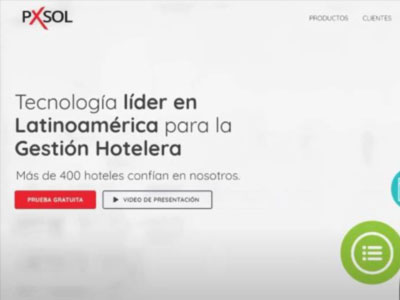 PXSOL
PRODUCTOS CLIENTES
Tecnología líder en
Latinoamérica para la
Gestión Hotelera
Más de 400 hoteles confían en nosotros.
PRUEBA GRATUITA VIDEO DE PRESENTACIÓN